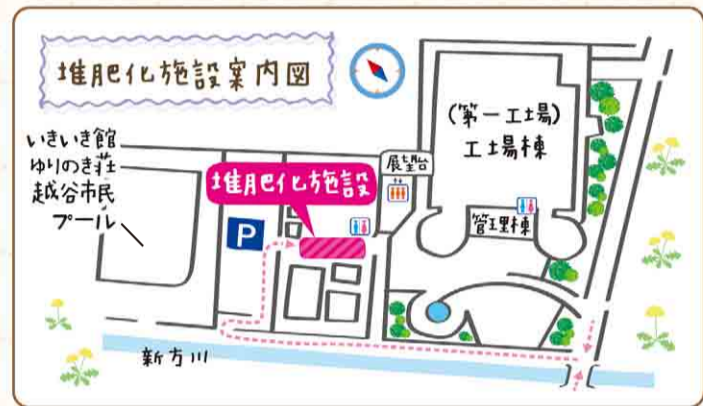 堆肥化施設案内図
(第一工場)
工場棟
いきいき館
ゆりのき荘
越谷市民
プール
展望台
堆肥化施設
管理棟
P
新方川